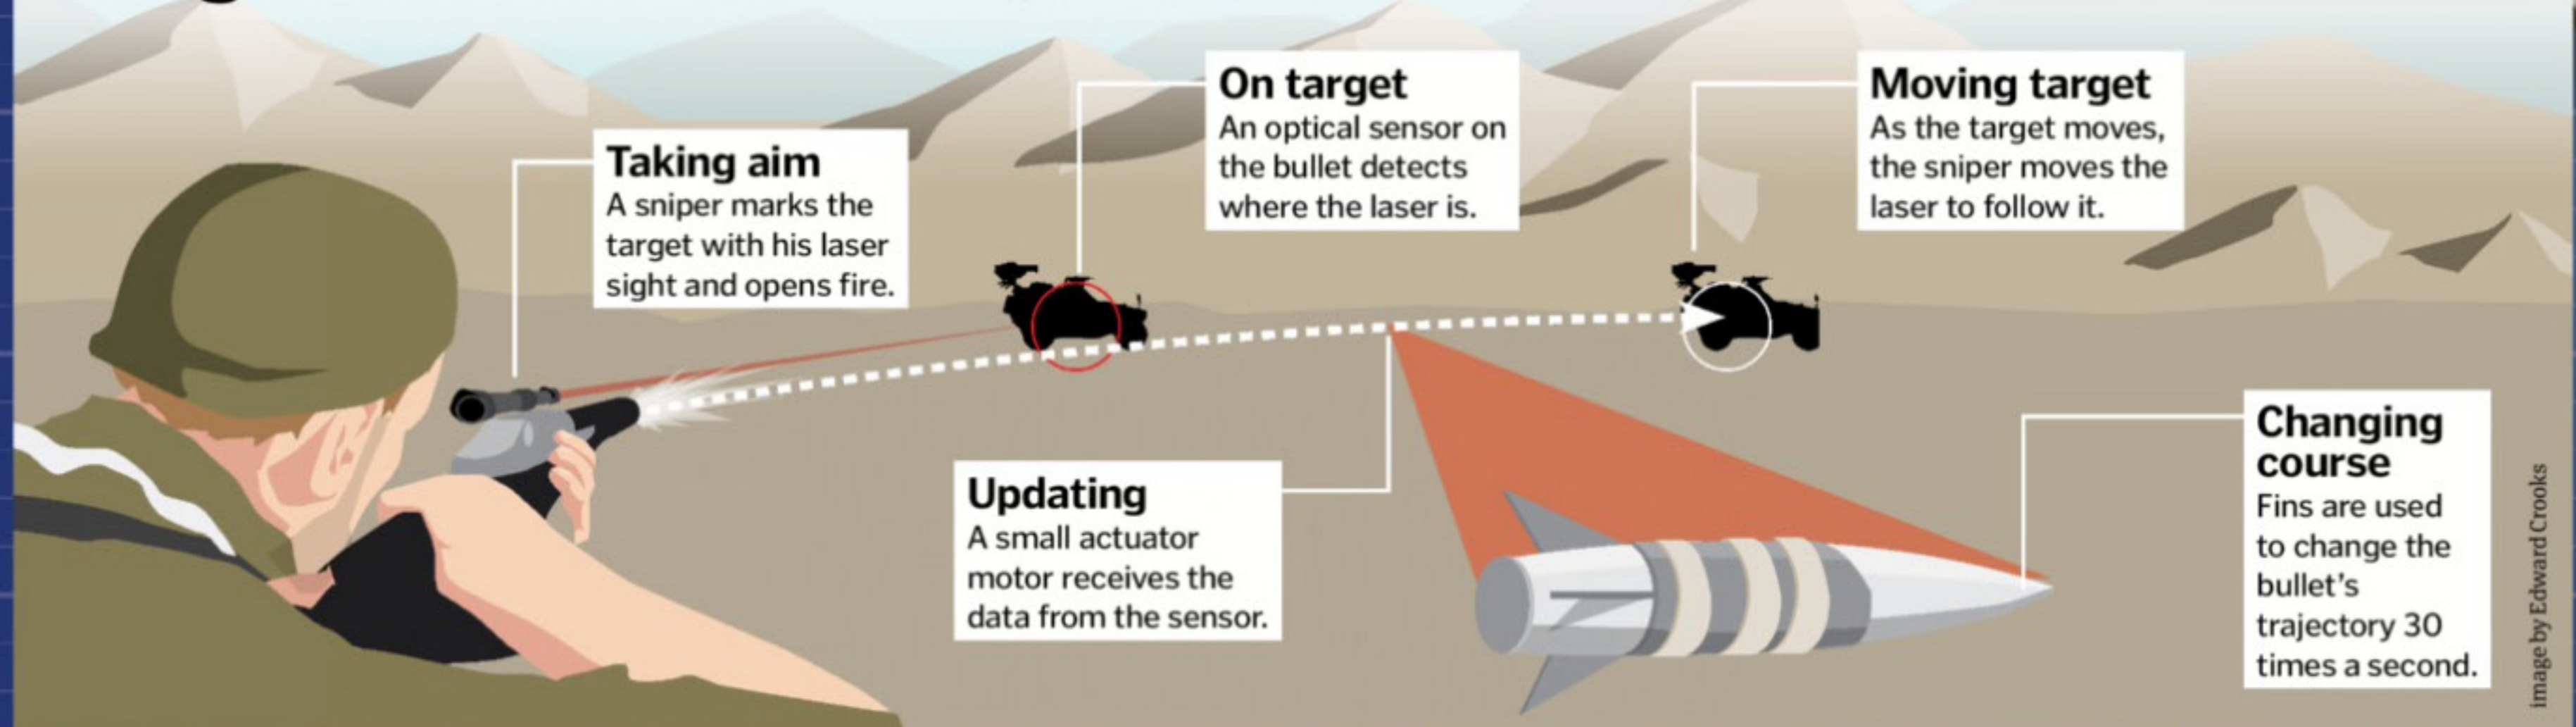 Taking aim
A sniper marks the
target with his laser
sight and opens fire.
On target
An optical sensor on
the bullet detects
where the laser is.
Moving target
As the target moves,
the sniper moves the
laser to follow it.
Updating
A small actuator
motor receives the
data from the sensor.
Changing
course
Fins are used
to change the
bullet’s
trajectory 30
times a second.
image by Edward Crooks